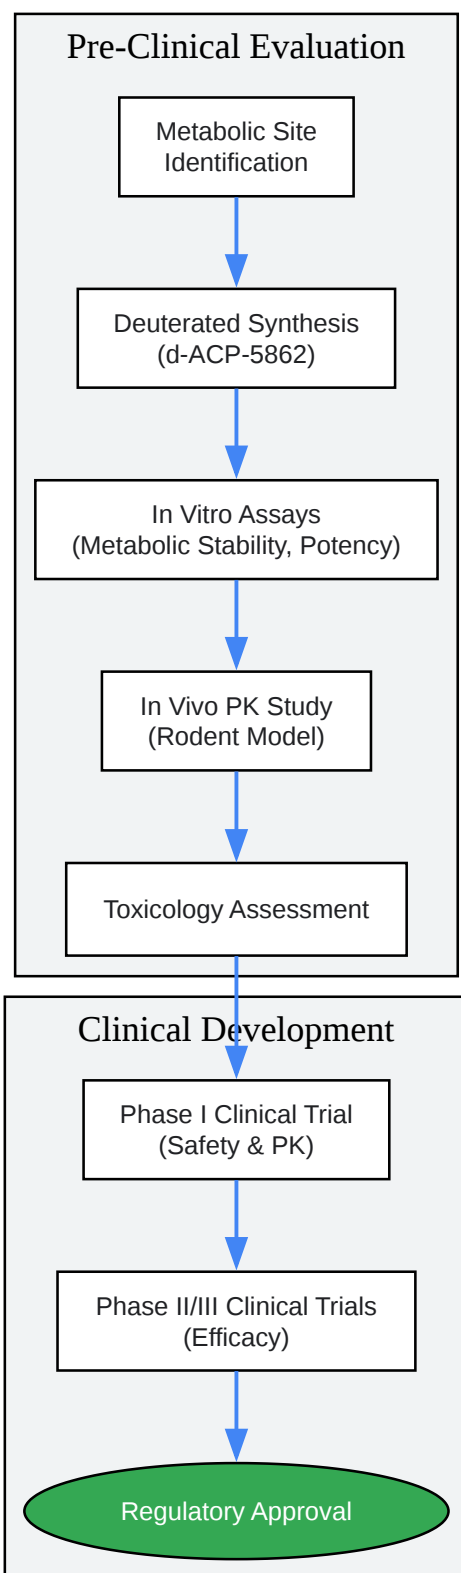 Pre-Clinical Evaluation
Metabolic Site
Identification
Deuterated Synthesis
(d-ACP-5862)
In Vitro Assays
(Metabolic Stability, Potency)
In Vivo PK Study
(Rodent Model)
Toxicology Assessment
Clinical Development
Phase I Clinical Trial
(Safety & PK)
Phase II/III Clinical Trials
(Efficacy)
Regulatory Approval